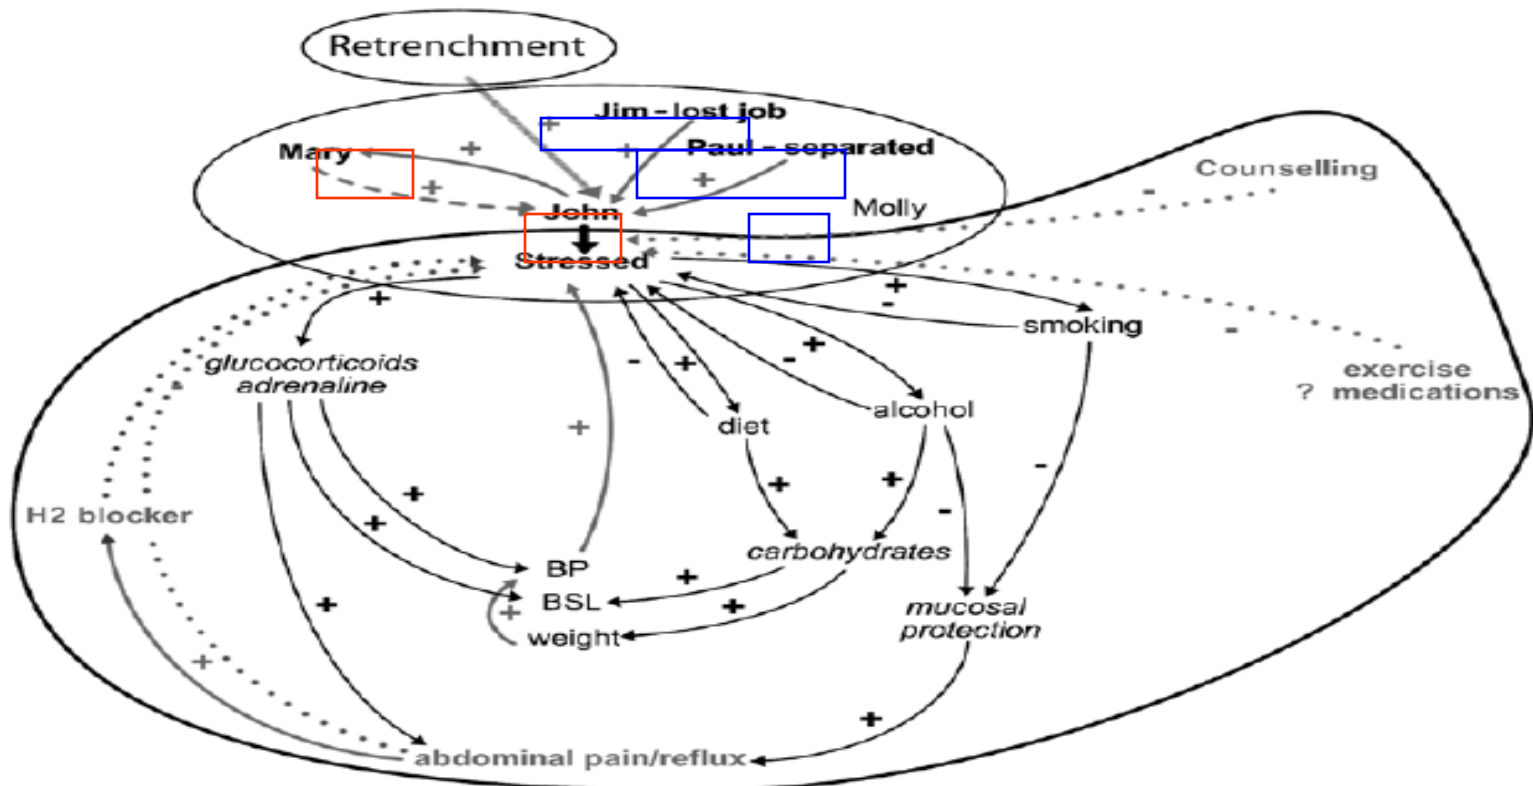 Retrenchment
Jim - lost job
Mary
Paul - separated
Counselling
John
Molly
Stressed
smoking
glucocorticoids
adrenaline
exercise
? medications
alcohol
diet
H2 blocker
carbohydrates
BP
BSL
mucosal
protection
weight
abdominal pain/reflux